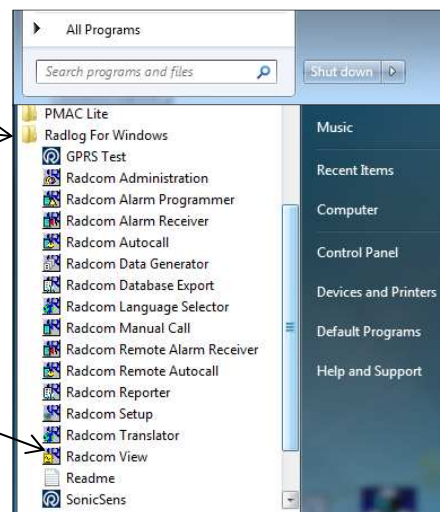 All Programs
Search programs and files
Shut down
PMAC Lite
Radlog For Windows
GPRS Test
Radcom Administration
Radcom Alarm Programmer
Radcom Alarm Receiver
Radcom Autocall
Radcom Data Generator
Radcom Database Export
Radcom Language Selector
Radcom Manual Call
Radcom Remote Alarm Receiver
Radcom Remote Autocall
Radcom Reporter
Radcom Setup
Radcom Translator
Radcom View
Readme
SonicSens
Music
Recent Items
Computer
Control Panel
Devices and Printers
Default Programs
Help and Support